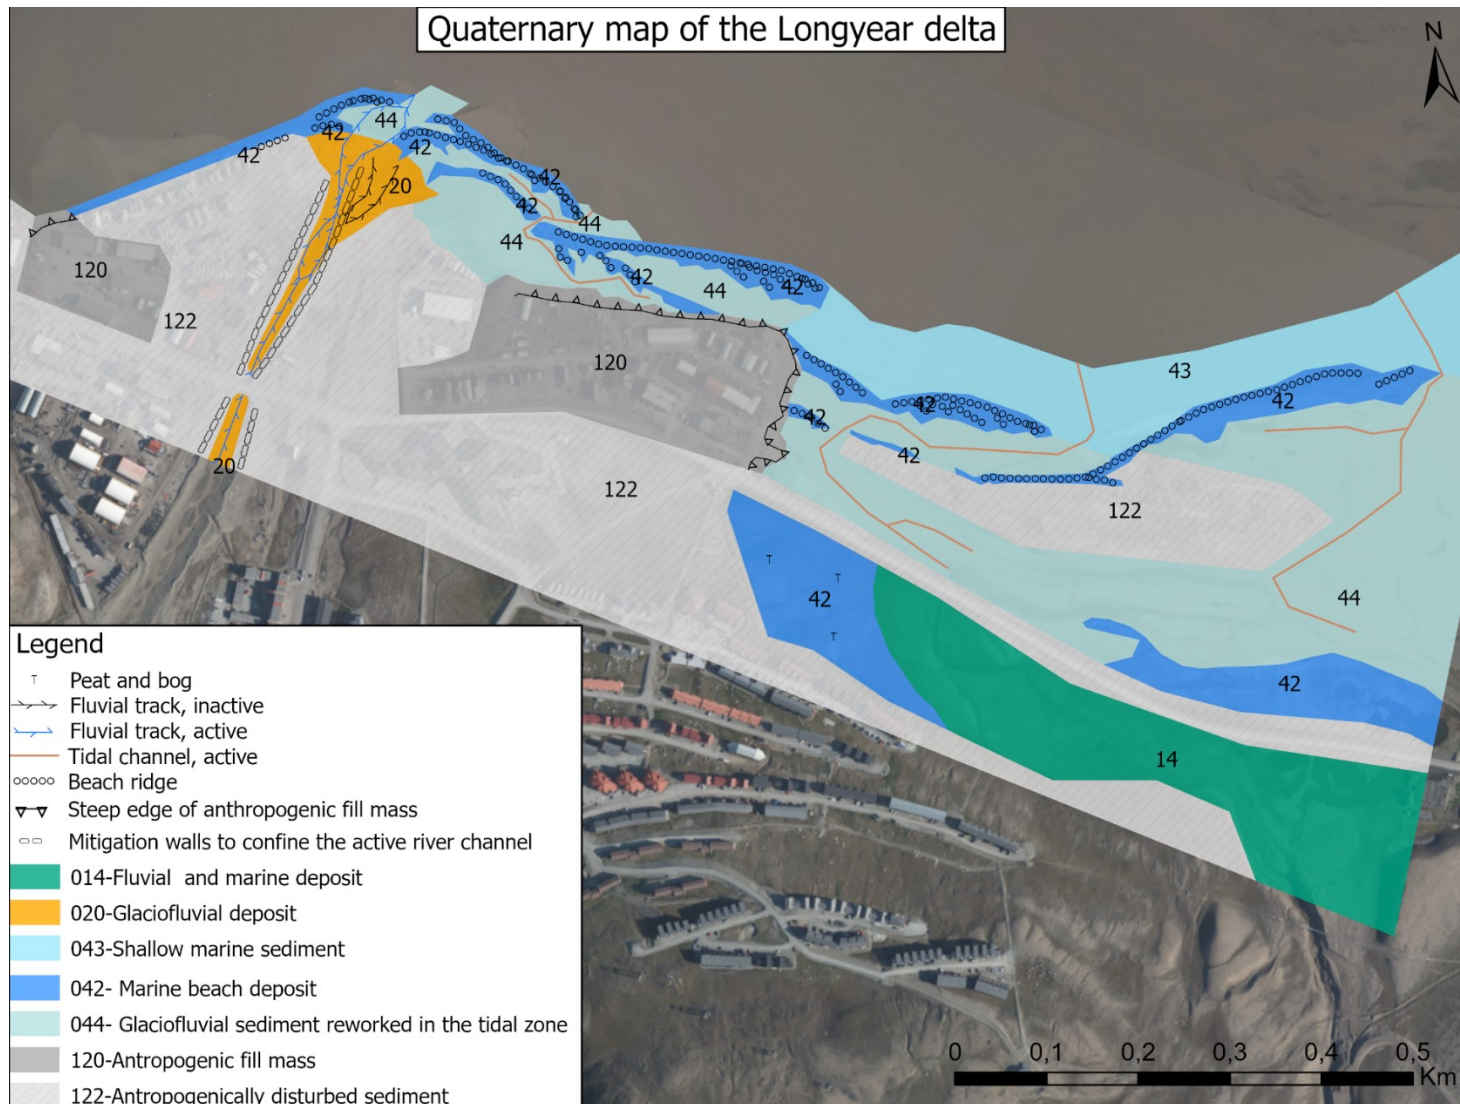 Quaternary map of the Longyear delta
N
44
42
42
42
20
42
42
44
44
120
42
44
42
122
120
43
42
42
42
42
20
122
122
42
44
42
14
Legend
Peat and bog
Fluvial track, inactive
Fluvial track, active
Tidal channel, active
Beach ridge
Steep edge of anthropogenic fill mass
Mitigation walls to confine the active river channel
014-Fluvial and marine deposit
020-Glaciofluvial deposit
043-Shallow marine sediment
042- Marine beach deposit
044- Glaciofluvial sediment reworked in the tidal zone
120-Antropogenic fill mass
122-Antropogenically disturbed sediment
0 0,1 0,2 0,3 0,4 0,5
Km